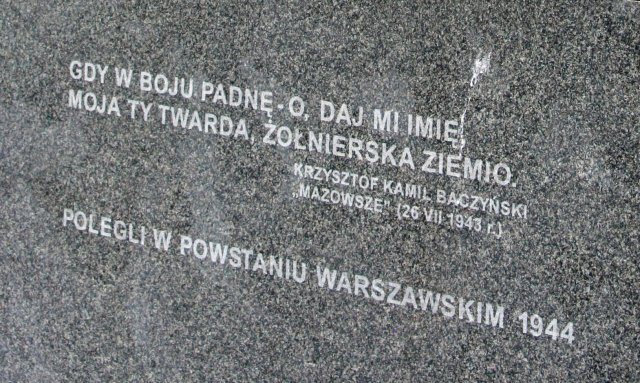 GDY W BOJU PADNĘ - O, DAJ MI IMIĘ,
MOJA TY TWARDA, ŻOŁNIERSKA ZIEMIO.
KRZYSZTOF KAMIL BACZYŃSKI
„MAZOWSZE” (26 VII 1943 r.)
POLEGLI W POWSTANIU WARSZAWSKIM 1944